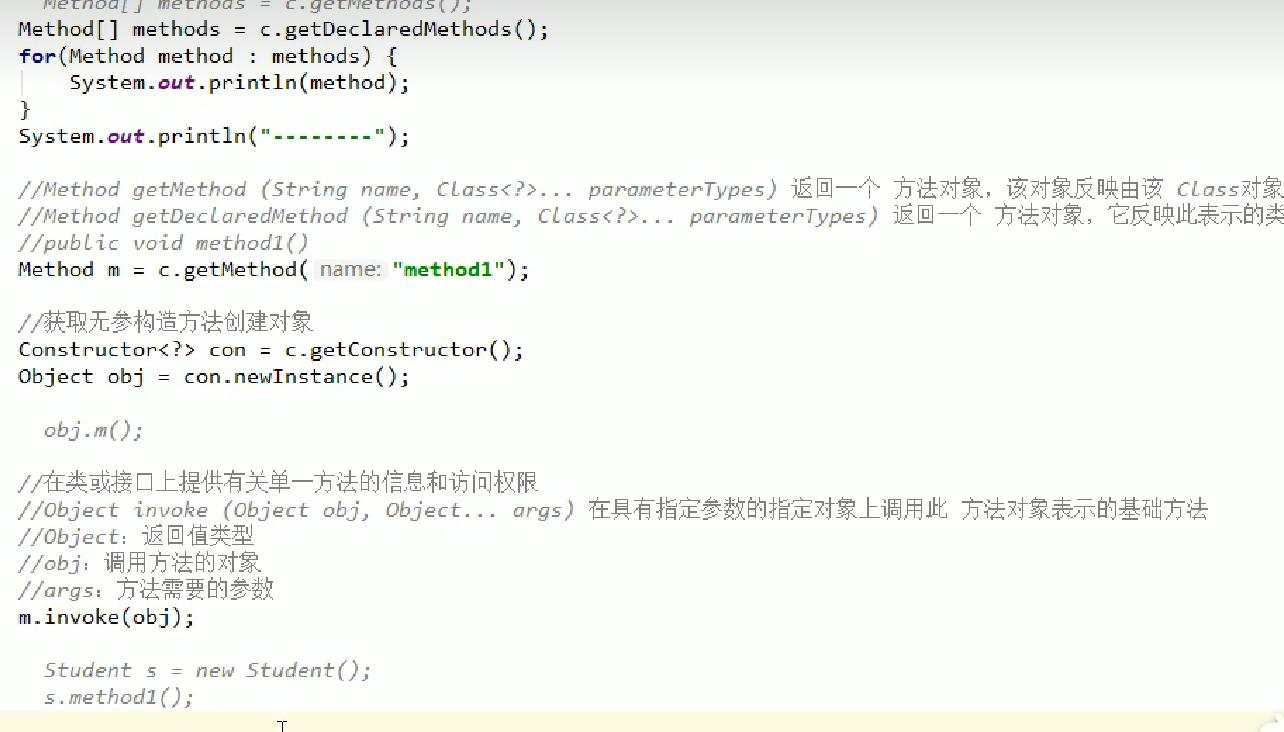 Method[] methods = c.getMethods();
Method[] methods = c.getDeclaredMethods();
for(Method method : methods) {
    System.out.println(method);
}
System.out.println("--------");
//Method getMethod (String name, Class<?>... parameterTypes) 返回一个 方法对象，该对象反映由该 Class对象
//Method getDeclaredMethod (String name, Class<?>... parameterTypes) 返回一个 方法对象，它反映此表示的类
//public void method1()
Method m = c.getMethod( name: "method1");
//获取无参构造方法创建对象
Constructor<?> con = c.getConstructor();
Object obj = con.newInstance();
obj.m();
//在类或接口上提供有关单一方法的信息和访问权限
//Object invoke (Object obj, Object... args) 在具有指定参数的指定对象上调用此 方法对象表示的基础方法
//Object：返回值类型
//obj：调用方法的对象
//args：方法需要的参数
m.invoke(obj);
Student s = new Student();
s.method1();